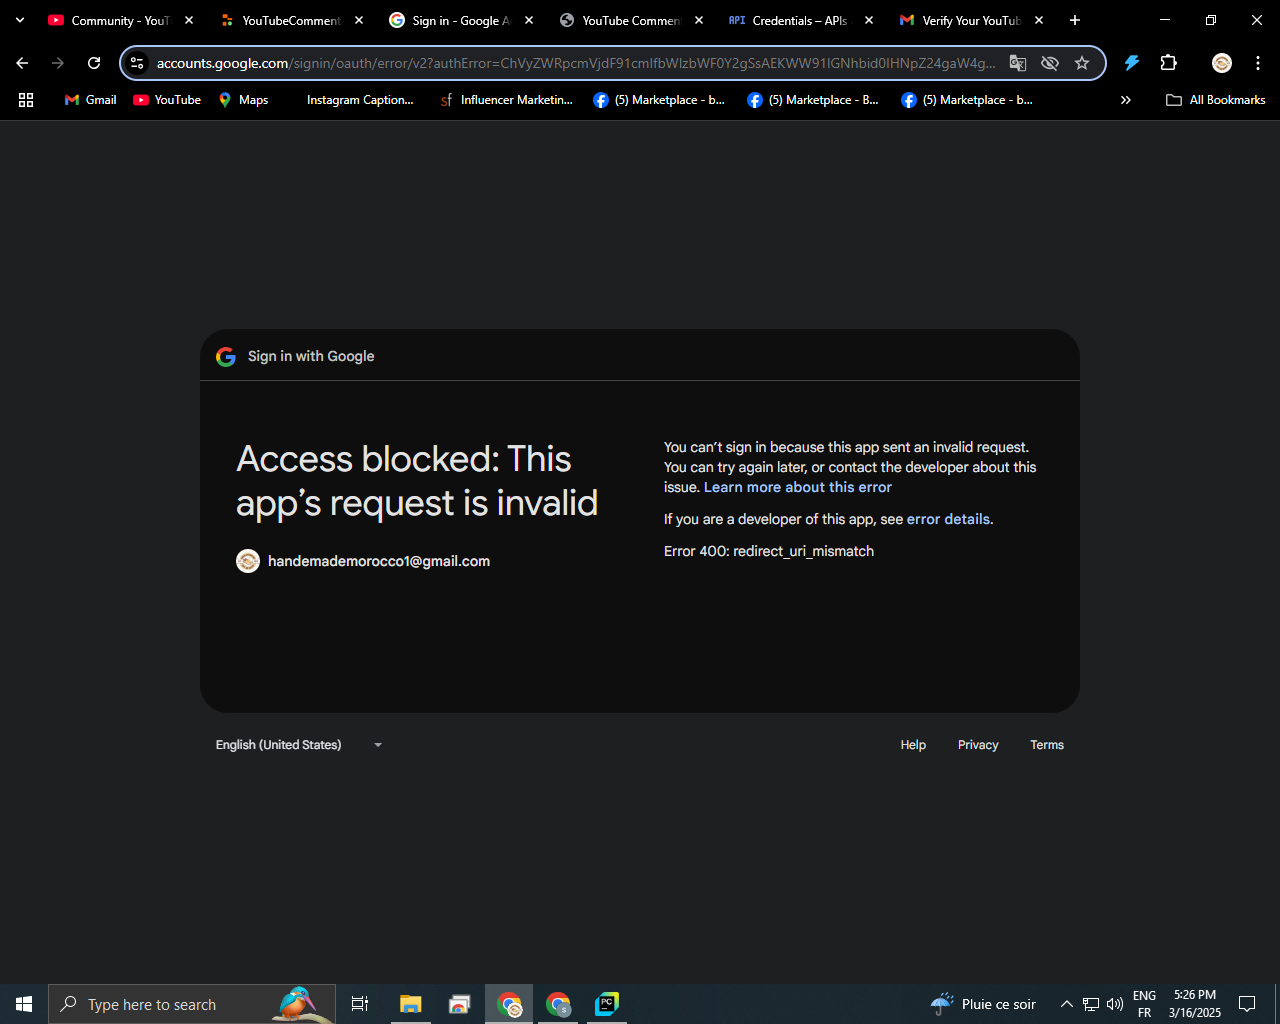 Community - YouT
YouTubeComment
Sign in - Google A
YouTube Commen
API Credentials – APIs
Verify Your YouTub
accounts.google.com/signin/oauth/error/v2?authError=ChVyZWRpcmVjdF91cmlfbWlzbWF0Y2gSsAEKWW91IGNhbid0IHNpZ24gaW4g...
Gmail
YouTube
Maps
Instagram Caption...
sf Influencer Marketin...
(5) Marketplace - b...
(5) Marketplace - B...
(5) Marketplace - b...
All Bookmarks
Sign in with Google
Access blocked: This
app’s request is invalid
handemademorocco1@gmail.com
You can’t sign in because this app sent an invalid request.
You can try again later, or contact the developer about this
issue. Learn more about this error
If you are a developer of this app, see error details.
Error 400: redirect_uri_mismatch
English (United States)
Help
Privacy
Terms
Type here to search
S
PC
Pluie ce soir
ENG
FR
5:26 PM
3/16/2025